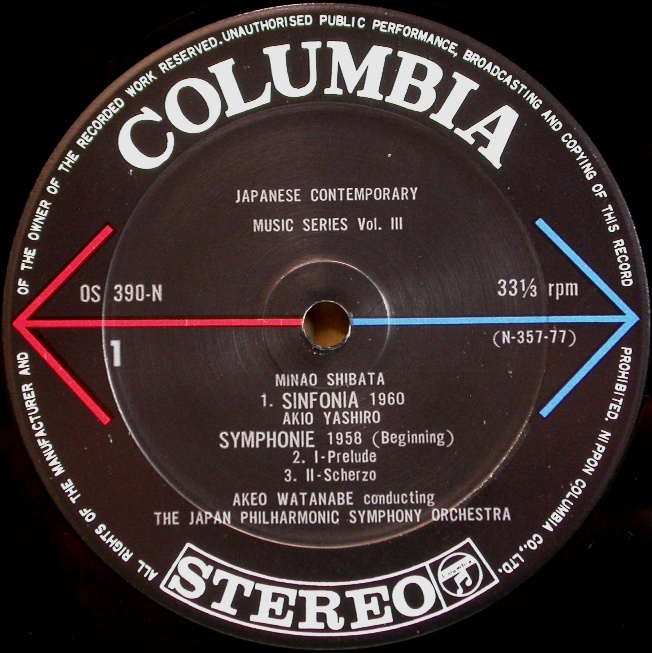 ALL RIGHTS OF THE MANUFACTURER AND OF THE OWNER OF THE RECORDED WORK RESERVED. UNAUTHORISED PUBLIC PERFORMANCE, BROADCASTING AND COPYING OF THIS RECORD PROHIBITED. NIPPON COLUMBIA CO., LTD.
COLUMBIA
JAPANESE CONTEMPORARY
MUSIC SERIES Vol. III
OS 390-N
33⅓ rpm
1
(N-357-77)
MINAO SHIBATA
1. SINFONIA 1960
AKIO YASHIRO
SYMPHONIE 1958 (Beginning)
2. I-Prelude
3. II-Scherzo
AKEO WATANABE conducting
THE JAPAN PHILHARMONIC SYMPHONY ORCHESTRA
STEREO
Columbia